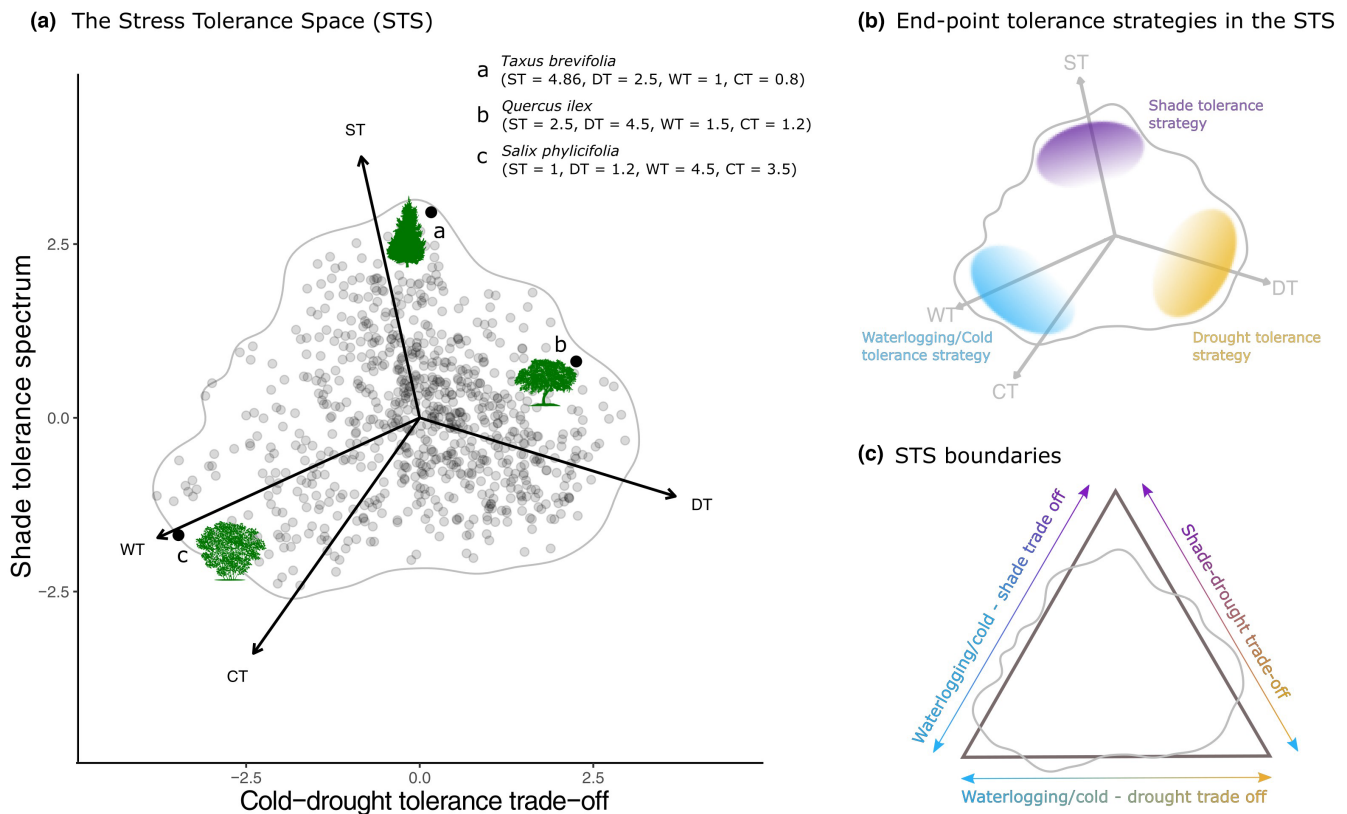 (a) The Stress Tolerance Space (STS)
a Taxus brevifolia
(ST = 4.86, DT = 2.5, WT = 1, CT = 0.8)
b Quercus ilex
(ST = 2.5, DT = 4.5, WT = 1.5, CT = 1.2)
c Salix phylicifolia
(ST = 1, DT = 1.2, WT = 4.5, CT = 3.5)
ST
a
b
DT
WT
c
CT
Shade tolerance spectrum
2.5
0.0
−2.5
−2.5 0.0 2.5
Cold−drought tolerance trade−off
(b) End-point tolerance strategies in the STS
ST
Shade tolerance
strategy
DT
WT
Waterlogging/Cold
tolerance strategy
Drought tolerance
strategy
CT
(c) STS boundaries
Waterlogging/cold - shade trade off
Shade-drought trade-off
Waterlogging/cold - drought trade off